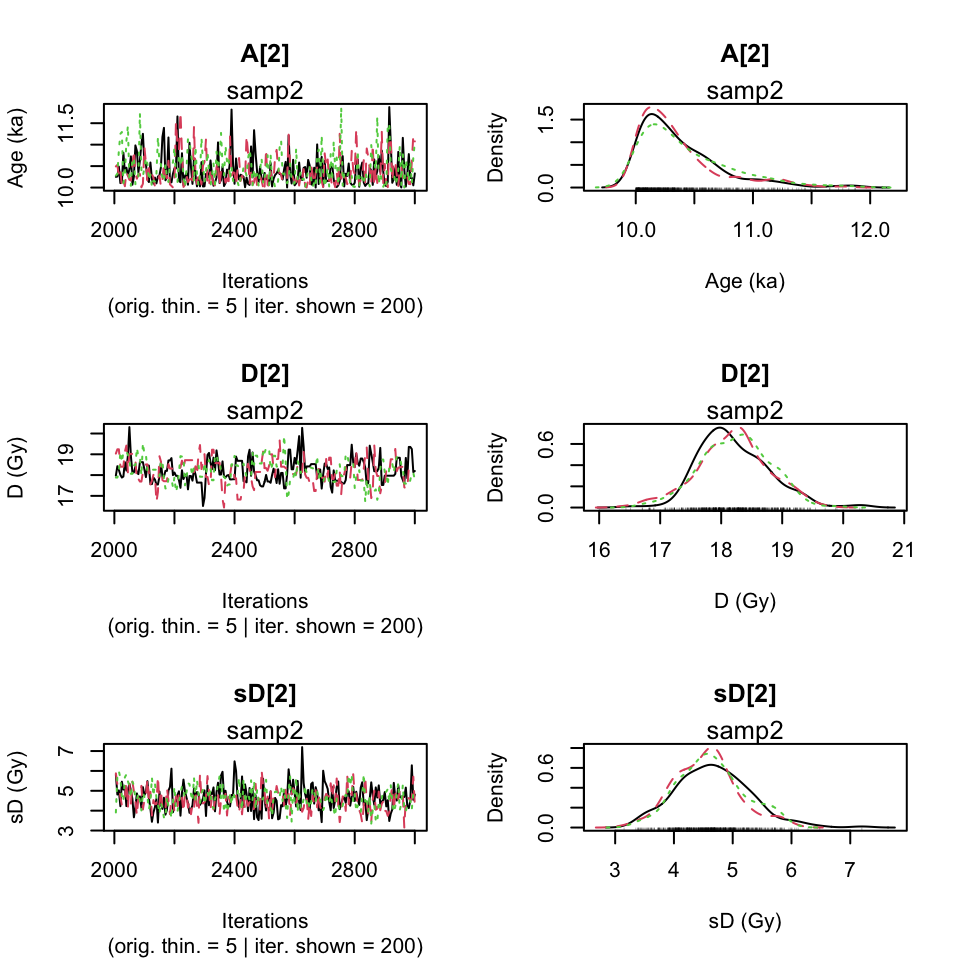 A[2]
samp2
Age (ka)
10.0 11.5
2000 2400 2800
Iterations
(orig. thin. = 5 | iter. shown = 200)
A[2]
samp2
Density
0.0 1.5
10.0 11.0 12.0
Age (ka)
D[2]
samp2
D (Gy)
17 19
2000 2400 2800
Iterations
(orig. thin. = 5 | iter. shown = 200)
D[2]
samp2
Density
0.0 0.6
16 17 18 19 20 21
D (Gy)
sD[2]
samp2
sD (Gy)
3 5 7
2000 2400 2800
Iterations
(orig. thin. = 5 | iter. shown = 200)
sD[2]
samp2
Density
0.0 0.6
3 4 5 6 7
sD (Gy)